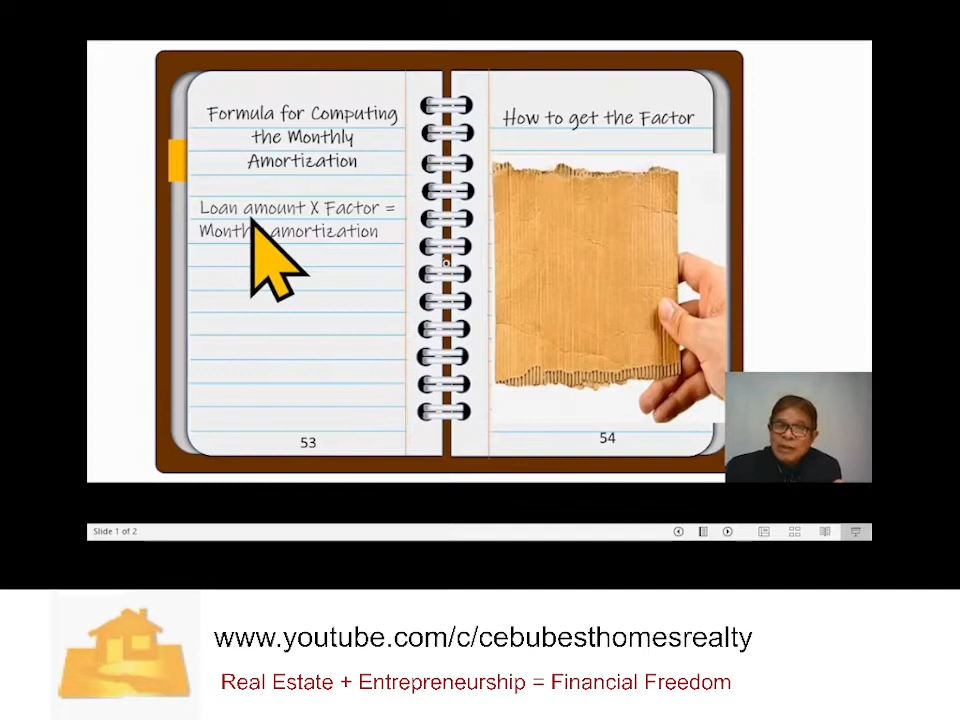 Formula for Computing
the Monthly
Amortization
Loan amount X Factor =
amortization
53
How to get the Factor
54
Slide 1 of 2
www.youtube.com/c/cebubesthomesrealty
Real Estate + Entrepreneurship = Financial Freedom